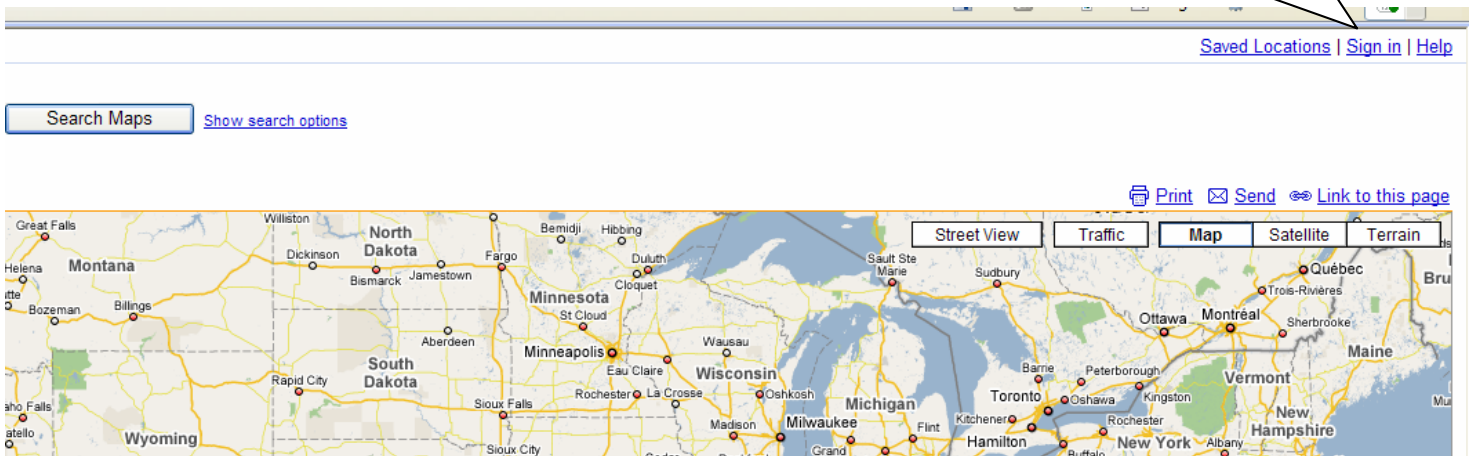 Saved Locations | Sign in | Help
Search Maps Show search options
Print Send Link to this page
Street View Traffic Map Satellite Terrain
Great Falls
Williston
North
Dakota
Bemidji
Hibbing
Duluth
Sault Ste
Marie
Sudbury
Québec
Helena
Montana
Dickinson
Bismarck
Jamestown
Fargo
Cloquet
Trois-Rivières
Bozeman
Billings
Minnesota
St Cloud
Ottawa
Montréal
Sherbrooke
Aberdeen
Minneapolis
Wausau
Maine
South
Dakota
Eau Claire
Wisconsin
Barrie
Peterborough
Vermont
Rapid City
Sioux Falls
Rochester
La Crosse
Oshkosh
Michigan
Toronto
Oshawa
Kingston
New
Hampshire
aho Falls
atello
Wyoming
Sioux City
Madison
Milwaukee
Grand
Flint
Kitchener
Hamilton
Rochester
Buffalo
New York
Albany